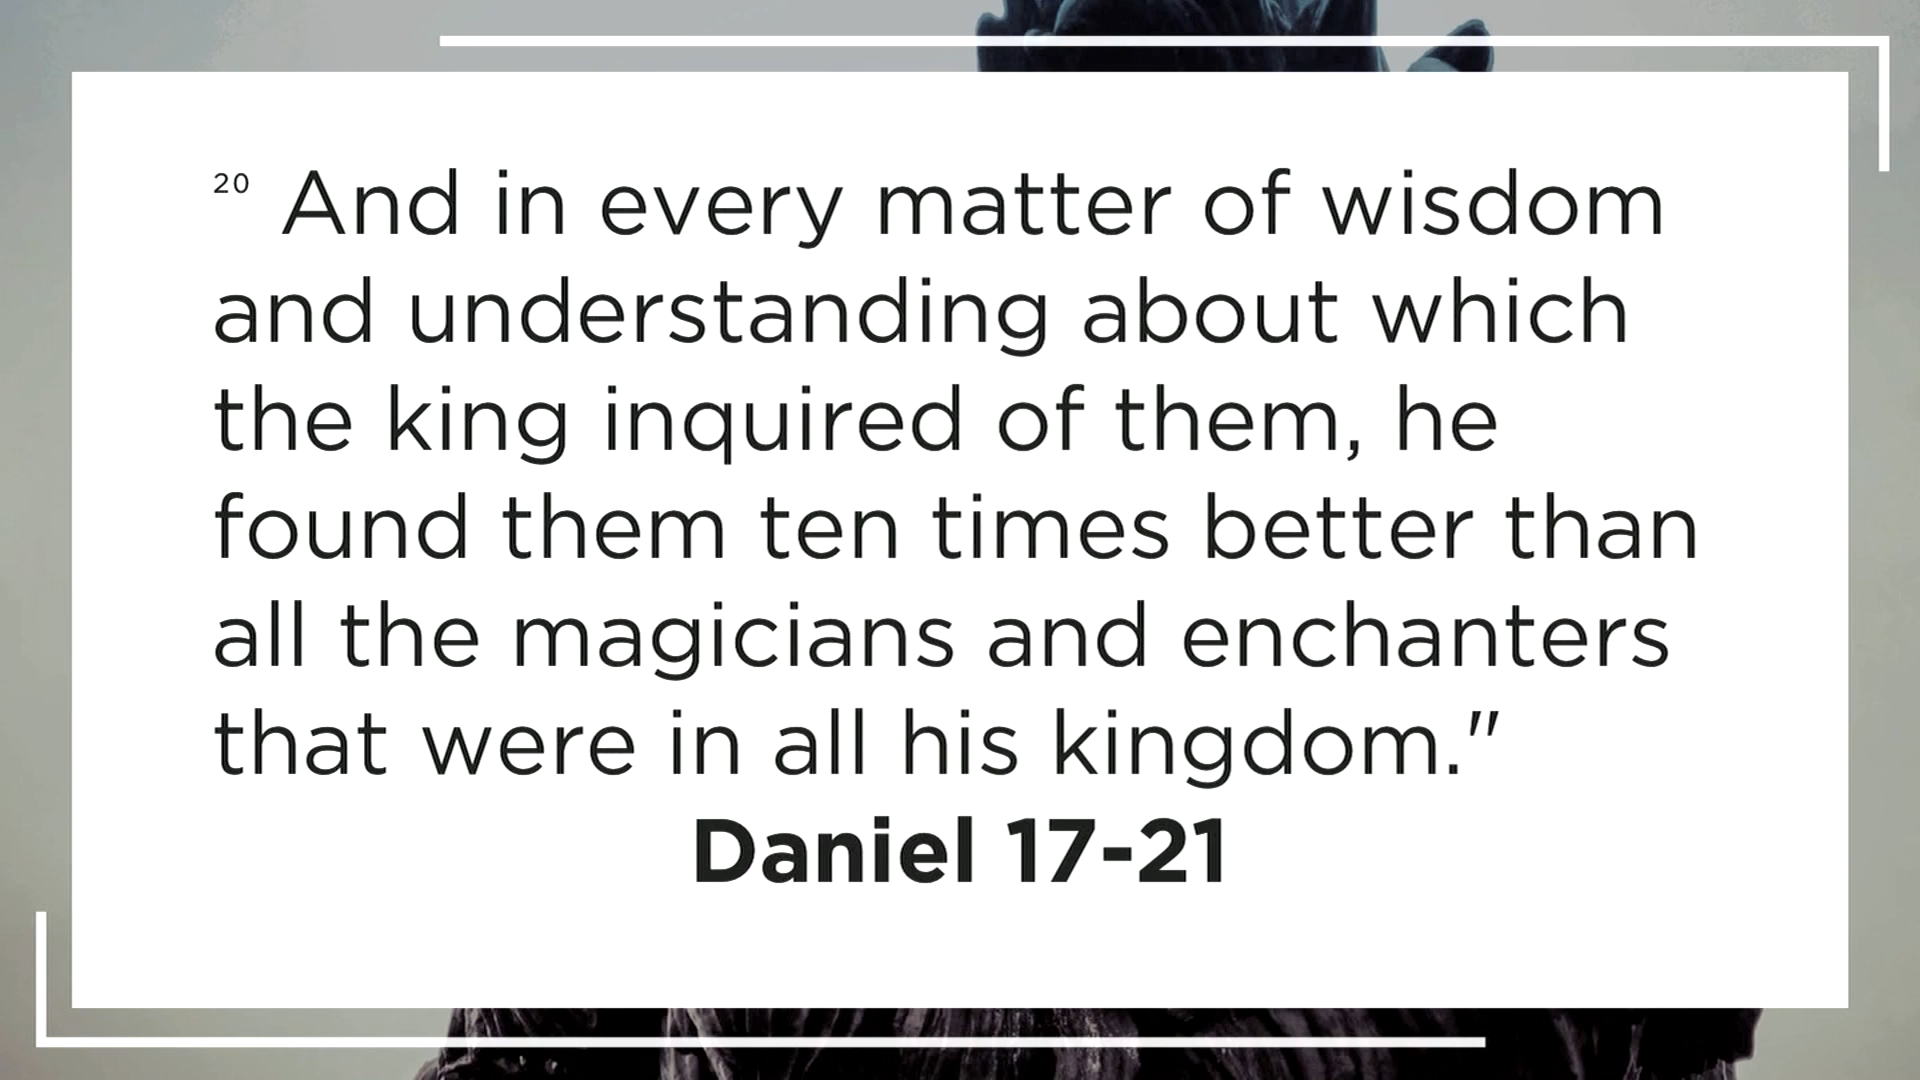 20 And in every matter of wisdom
and understanding about which
the king inquired of them, he
found them ten times better than
all the magicians and enchanters
that were in all his kingdom."
Daniel 17-21